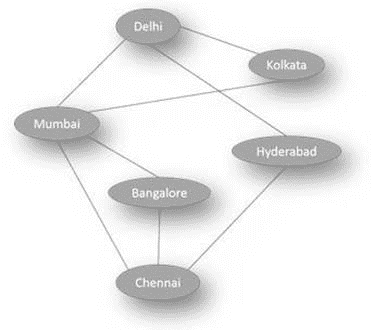 Delhi
Kolkata
Mumbai
Hyderabad
Bangalore
Chennai